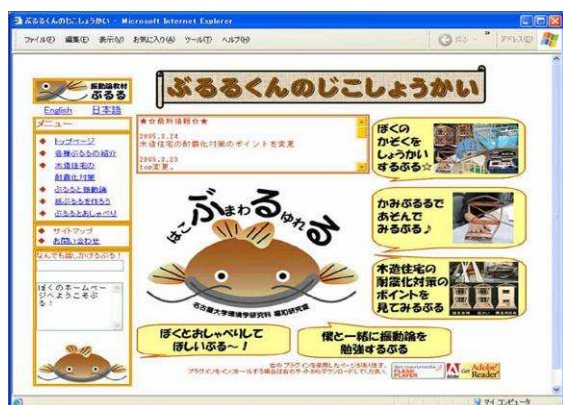 ぶるるくんのじこしょうかい - Microsoft Internet Explorer
ファイル(F) 編集(E) 表示(V) お気に入り(A) ツール(T) ヘルプ(H)
戻る
アドレス(D)
振動論教材
ぶるる
English 日本語
メニュー
トップページ
各種ぶるるの紹介
木造住宅の
耐震化対策
ぶるると振動論
紙ぶるるを作ろう
ぶるるとおしゃべり
サイトマップ
お問い合わせ
なんでも話しかけるぶる！
ぼくのホームペー
ジへようこそぶ
る！
ぶるるくんのじこしょうかい
★☆最新情報☆★
2005.3.24
木造住宅の耐震化対策のポイントを変更
2005.3.23
top変更。
はこぶまわるゆれる
名古屋大学環境学研究科 福和研究室
ぼくの
かぞくを
しょうかい
するぶる☆
かみぶるるで
あそんで
みるぶる♪
木造住宅の
耐震化対策の
ポイントを
見てみるぶる
ぼくとおしゃべりして
ほしいぶる～！
僕と一緒に振動論を
勉強するぶる
FLASH
PLAYER
Adobe
Get Adobe
Reader
マイ コンピュータ